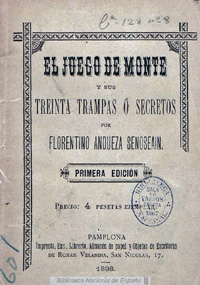 EL JUEGO DE MONTE
Y SUS
TREINTA TRAMPAS Ó SECRETOS
POR
FLORENTINO ANDUEZA SENOSEAIN.
PRIMERA EDICIÓN
PRECIO: 4 PESETAS
PAMPLONA
Imprenta, Enc., Librería, Almacén de papel y Objetos de Escritorio
DE ROMÁN VELANDIA, SAN NICOLAS, 17.
1898.
Biblioteca Nacional de España